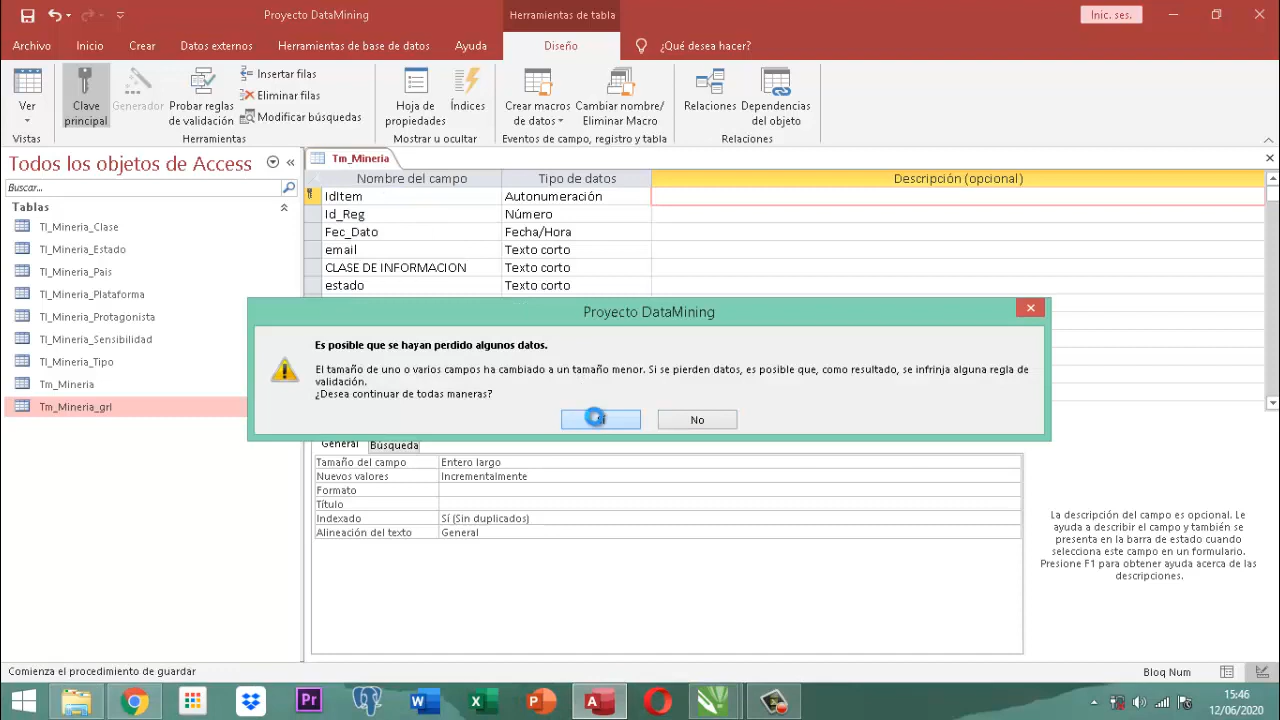 Proyecto DataMining
Herramientas de tabla
Inic. ses.
Archivo
Inicio
Crear
Datos externos
Herramientas de base de datos
Ayuda
Diseño
¿Qué desea hacer?
Ver
Clave principal
Generador
Probar reglas de validación
Insertar filas
Eliminar filas
Modificar búsquedas
Hoja de propiedades
Índices
Crear macros de datos
Cambiar nombre/ Eliminar Macro
Relaciones
Dependencias del objeto
Vistas
Herramientas
Mostrar u ocultar
Eventos de campo, registro y tabla
Relaciones
Todos los objetos de Access
Buscar...
Tablas
Tl_Mineria_Clase
Tl_Mineria_Estado
Tl_Mineria_Pais
Tl_Mineria_Plataforma
Tl_Mineria_Protagonista
Tl_Mineria_Sensibilidad
Tl_Mineria_Tipo
Tm_Mineria
Tm_Mineria_grl
Tm_Mineria
Nombre del campo Tipo de datos Descripción (opcional)
IdItem Autonumeración
Id_Reg Número
Fec_Dato Fecha/Hora
email Texto corto
CLASE DE INFORMACION Texto corto
estado Texto corto
Proyecto DataMining
Es posible que se hayan perdido algunos datos.
El tamaño de uno o varios campos ha cambiado a un tamaño menor. Si se pierden datos, es posible que, como resultado, se infrinja alguna regla de
validación.
¿Desea continuar de todas maneras?
No
General Búsqueda
Tamaño del campo Entero largo
Nuevos valores Incrementalmente
Formato
Título
Indexado Sí (Sin duplicados)
Alineación del texto General
La descripción del campo es opcional. Le
ayuda a describir el campo y también se
presenta en la barra de estado cuando
selecciona este campo en un formulario.
Presione F1 para obtener ayuda acerca de las
descripciones.
Comienza el procedimiento de guardar
Bloq Num
Pr
W
X
P
A
15:46
12/06/2020